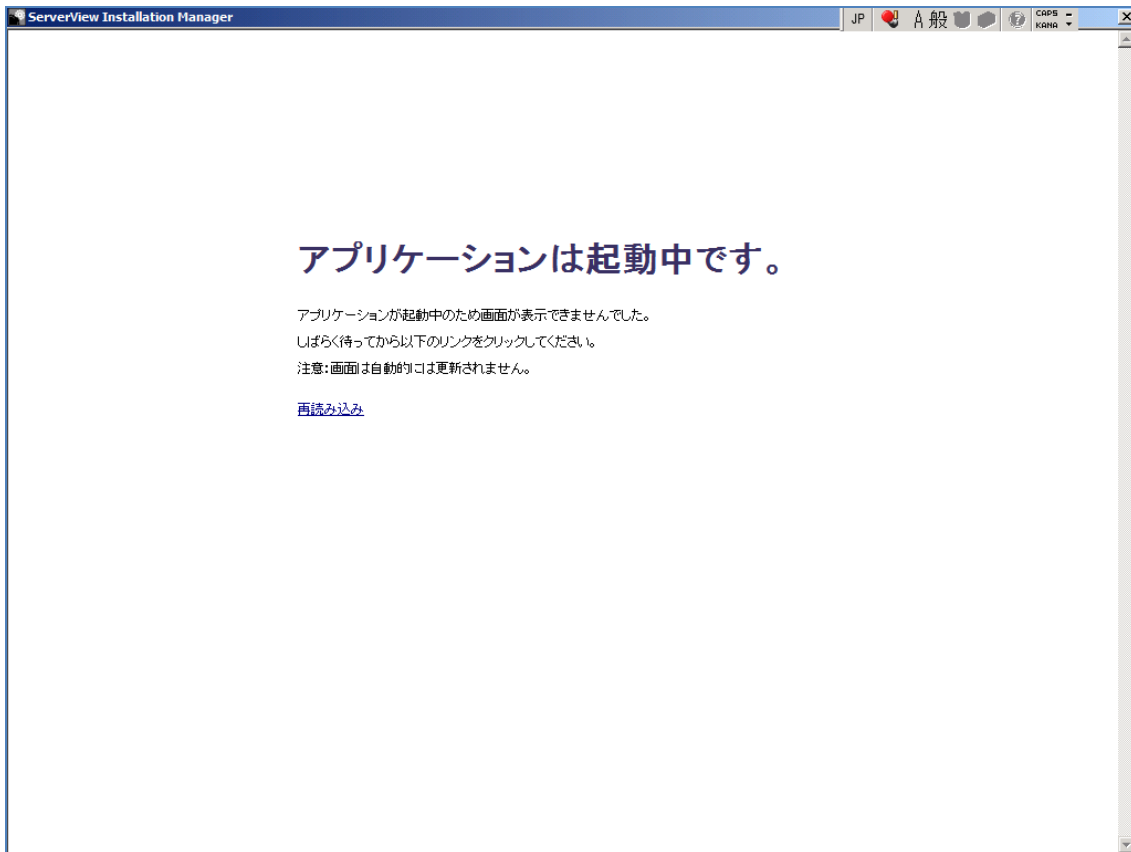 ServerView Installation Manager
JP A 般 CAPS
KANA
アプリケーションは起動中です。
アプリケーションが起動中のため画面が表示できませんでした。
しばらく待ってから以下のリンクをクリックしてください。
注意:画面は自動的には更新されません。
再読み込み